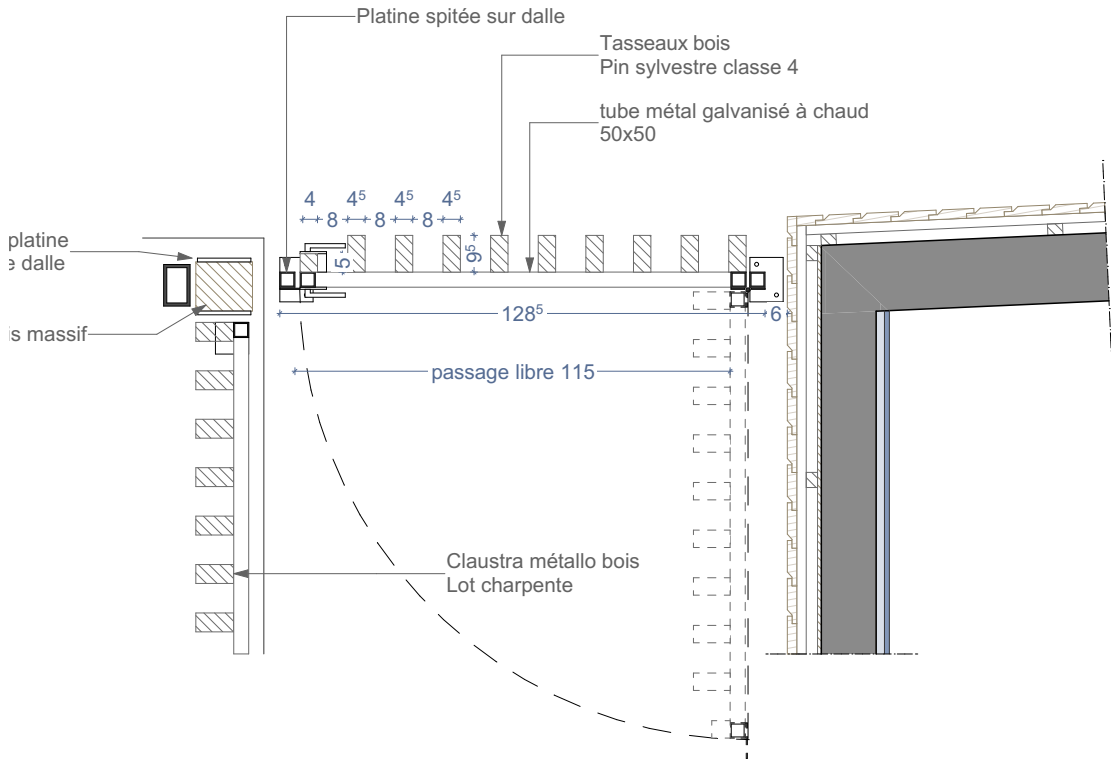 Platine spitée sur dalle
Tasseaux bois
Pin sylvestre classe 4
tube métal galvanisé à chaud
50x50
4 4⁵ 4⁵ 4⁵
8 8 8
platine
dalle
5 9⁵
128⁵ 6
massif
passage libre 115
Claustra métallo bois
Lot charpente